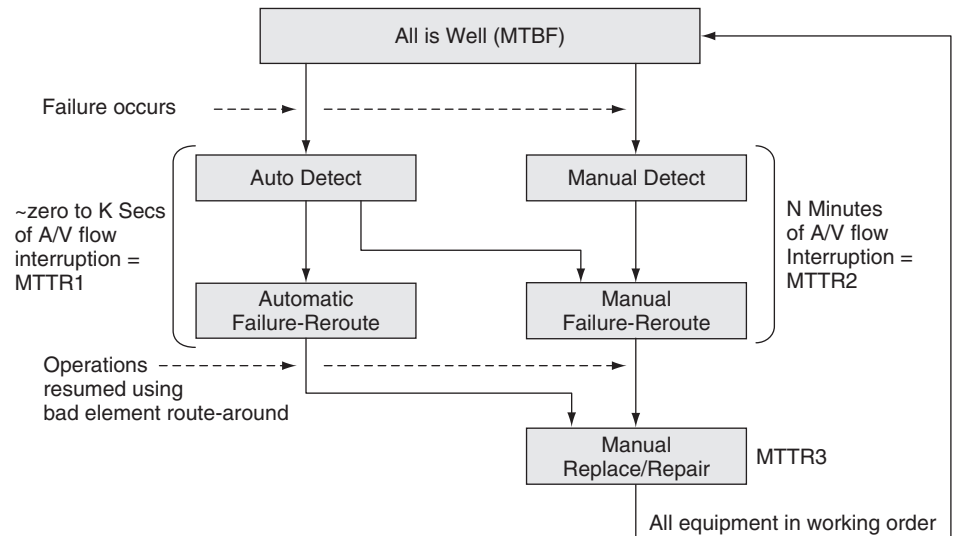 All is Well (MTBF)
Failure occurs
Auto Detect
Manual Detect
~zero to K Secs
of A/V flow
interruption =
MTTR1
N Minutes
of A/V flow
Interruption =
MTTR2
Automatic
Failure-Reroute
Manual
Failure-Reroute
Operations
resumed using
bad element route-around
Manual
Replace/Repair
MTTR3
All equipment in working order